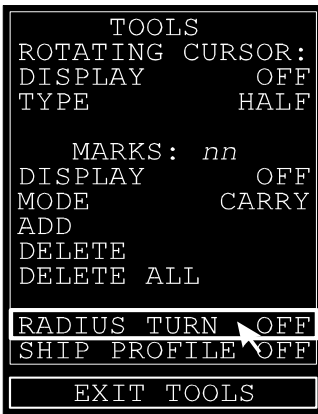 TOOLS
ROTATING CURSOR:
DISPLAY OFF
TYPE HALF
MARKS: nn
DISPLAY OFF
MODE CARRY
ADD
DELETE
DELETE ALL
RADIUS TURN OFF
SHIP PROFILE OFF
EXIT TOOLS